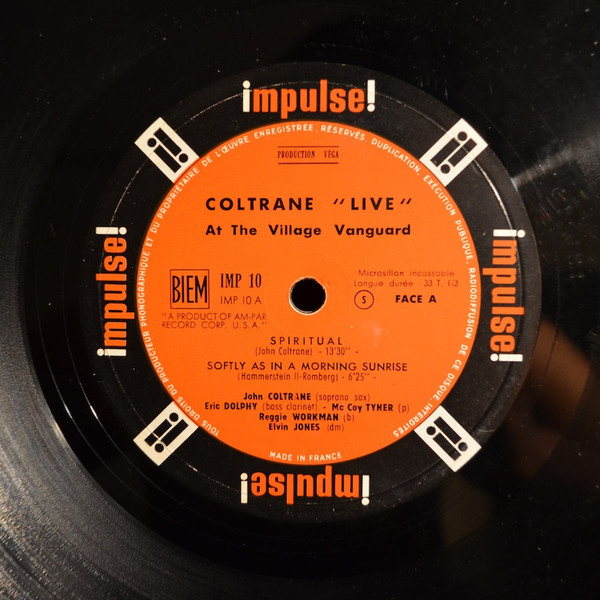 impulse!
impulse!
impulse!
impulse!
TOUS DROITS DU PRODUCTEUR PHONOGRAPHIQUE ET DU PROPRIÉTAIRE DE L'ŒUVRE ENREGISTRÉE, RÉSERVÉS. DUPLICATION, EXÉCUTION PUBLIQUE, RADIODIFFUSION DE CE DISQUE, INTERDITES
PRODUCTION VÉGA
COLTRANE "LIVE"
At The Village Vanguard
BIEM
IMP 10
IMP 10 A
"A PRODUCT OF AM-PAR
RECORD CORP. U.S.A."
Microsillon incassable
Longue durée - 33 T. 1/3
S FACE A
SPIRITUAL
(John Coltrane) - 13'30" -
SOFTLY AS IN A MORNING SUNRISE
(Hammerstein II-Romberg) - 6'25" -
John COLTRANE (soprano sax)
Eric DOLPHY (bass clarinet) - Mc Coy TYNER (p)
Reggie WORKMAN (b)
Elvin JONES (dm)
MADE IN FRANCE